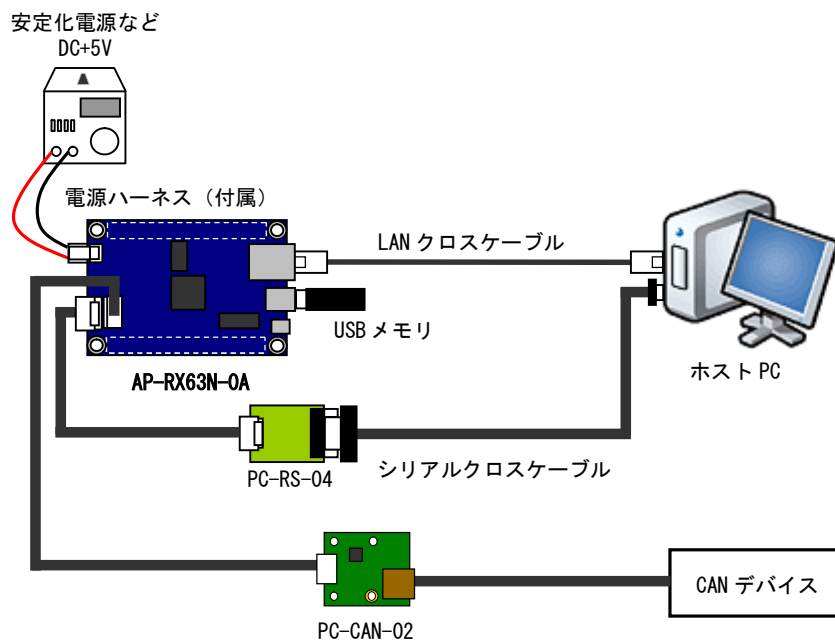 安定化電源など
DC+5V
電源ハーネス（付属）
LAN クロスケーブル
USB メモリ
AP-RX63N-0A
ホスト PC
PC-RS-04
シリアルクロスケーブル
CAN デバイス
PC-CAN-02